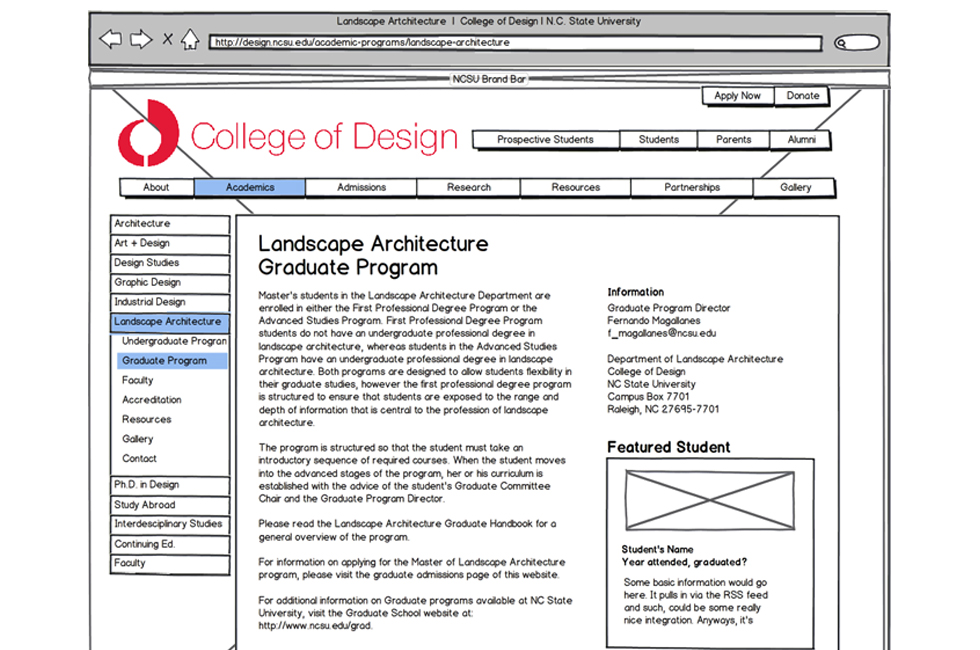 Landscape Artchitecture | College of Design | N.C. State University
http://design.ncsu.edu/academic-programs/landscape-architecture
NCSU Brand Bar
Apply Now Donate
College of Design
Prospective Students Students Parents Alumni
About Academics Admissions Research Resources Partnerships Gallery
Architecture
Art + Design
Design Studies
Graphic Design
Industrial Design
Landscape Architecture
Undergraduate Progran
Graduate Program
Faculty
Accreditation
Resources
Gallery
Contact
Ph.D. in Design
Study Abroad
Interdesciplinary Studies
Continuing Ed.
Faculty
Landscape Architecture
Graduate Program
Master's students in the Landscape Architecture Department are
enrolled in either the First Professional Degree Program or the
Advanced Studies Program. First Professional Degree Program
students do not have an undergraduate professional degree in
landscape architecture, whereas students in the Advanced Studies
Program have an undergraduate professional degree in landscape
architecture. Both programs are designed to allow students flexibility in
their graduate studies, however the first professional degree program
is structured to ensure that students are exposed to the range and
depth of information that is central to the profession of landscape
architecture.
The program is structured so that the student must take an
introductory sequence of required courses. When the student moves
into the advanced stages of the program, her or his curriculum is
established with the advice of the student's Graduate Committee
Chair and the Graduate Program Director.
Please read the Landscape Architecture Graduate Handbook for a
general overview of the program.
For information on applying for the Master of Landscape Architecture
program, please visit the graduate admissions page of this website.
For additional information on Graduate programs available at NC State
University, visit the Graduate School website at:
http://www.ncsu.edu/grad.
Information
Graduate Program Director
Fernando Magallanes
f_magallanes@ncsu.edu
Department of Landscape Architecture
College of Design
NC State University
Campus Box 7701
Raleigh, NC 27695-7701
Featured Student
Student's Name
Year attended, graduated?
Some basic information would go
here. It pulls in via the RSS feed
and such, could be some really
nice integration. Anyways, it's